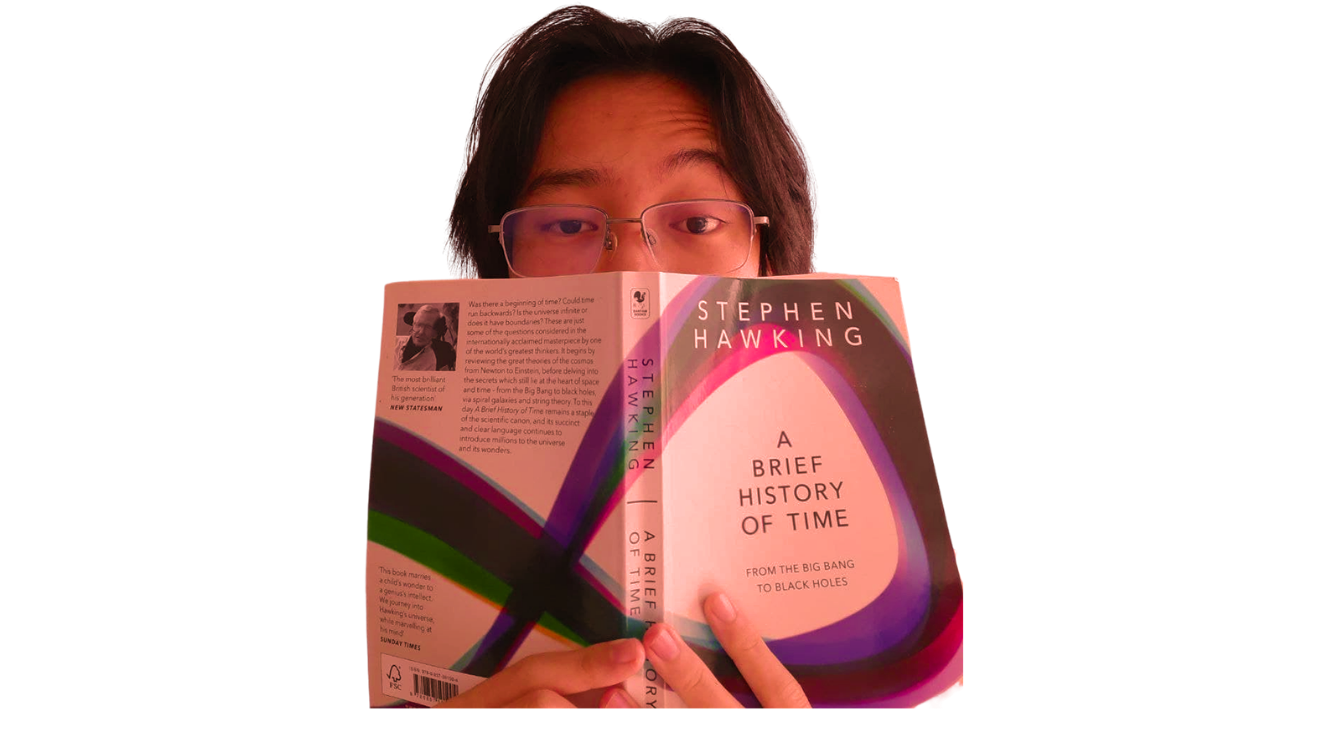 Was there a beginning of time? Could time
run backwards? Is the universe infinite or
does it have boundaries? These are just
some of the questions considered in the
internationally acclaimed masterpiece by one
of the world's greatest thinkers. It begins by
reviewing the great theories of the cosmos
from Newton to Einstein, before delving into
the secrets which still lie at the heart of space
and time - from the Big Bang to black holes,
via spiral galaxies and string theory. To this
day A Brief History of Time remains a staple
of the scientific canon, and its succinct
and clear language continues to
introduce millions to the universe
and its wonders.
'The most brilliant
British scientist of
his generation'
NEW STATESMAN
'This book marries
a child's wonder to
a genius's intellect.
We journey into
Hawking's universe,
while marvelling at
his mind'
SUNDAY TIMES
FSC
STEPHEN
HAWKING
A BRIEF
OF TIME
STEPHEN
HAWKING
A
BRIEF
HISTORY
OF TIME
FROM THE BIG BANG
TO BLACK HOLES